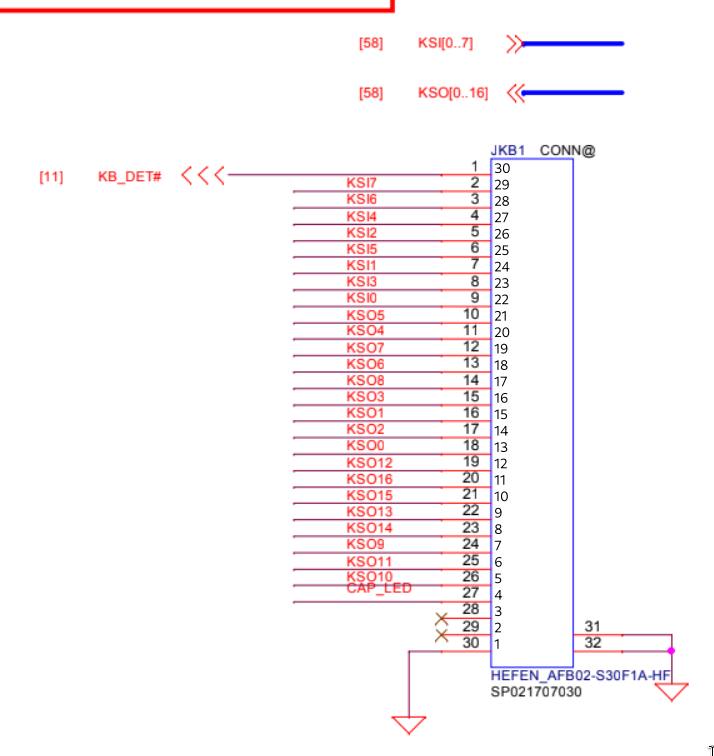 [58] KSI[0..7]
[58] KSO[0..16]
JKB1 CONN@
[11] KB_DET# 1 30
KSI7 2 29
KSI6 3 28
KSI4 4 27
KSI2 5 26
KSI5 6 25
KSI1 7 24
KSI3 8 23
KSI0 9 22
KSO5 10 21
KSO4 11 20
KSO7 12 19
KSO6 13 18
KSO8 14 17
KSO3 15 16
KSO1 16 15
KSO2 17 14
KSO0 18 13
KSO12 19 12
KSO16 20 11
KSO15 21 10
KSO13 22 9
KSO14 23 8
KSO9 24 7
KSO11 25 6
KSO10 26 5
CAP_LED 27 4
28 3
29 2 31
30 1 32
HEFEN_AFB02-S30F1A-HF
SP021707030